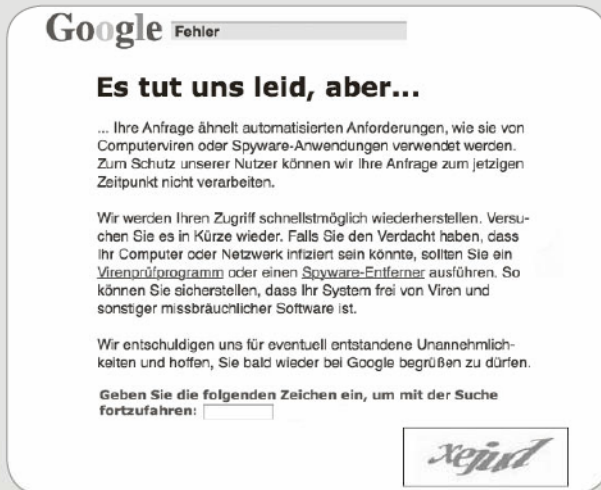 Google Fehler
Es tut uns leid, aber...
... Ihre Anfrage ähnelt automatisierten Anforderungen, wie sie von
Computerviren oder Spyware-Anwendungen verwendet werden.
Zum Schutz unserer Nutzer können wir Ihre Anfrage zum jetzigen
Zeitpunkt nicht verarbeiten.
Wir werden Ihren Zugriff schnellstmöglich wiederherstellen. Versu-
chen Sie es in Kürze wieder. Falls Sie den Verdacht haben, dass
Ihr Computer oder Netzwerk infiziert sein könnte, sollten Sie ein
Virenprüfprogramm oder einen Spyware-Entferner ausführen. So
können Sie sicherstellen, dass Ihr System frei von Viren und
sonstiger missbräuchlicher Software ist.
Wir entschuldigen uns für eventuell entstandene Unannehmlich-
keiten und hoffen, Sie bald wieder bei Google begrüßen zu dürfen.
Geben Sie die folgenden Zeichen ein, um mit der Suche
fortzufahren: